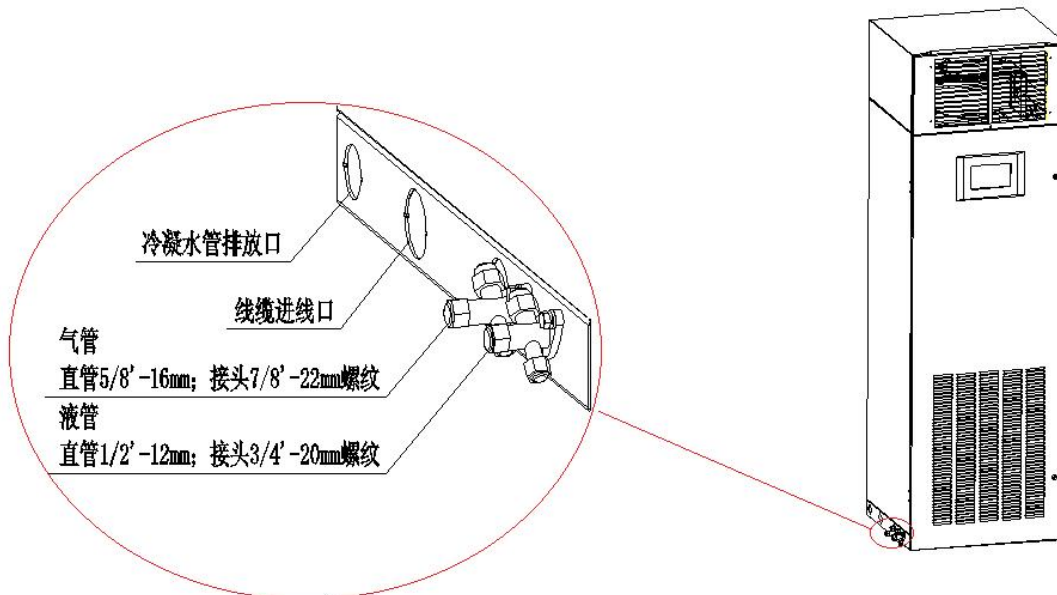 冷凝水管排放口
线缆进线口
气管
直管5/8'-16mm; 接头7/8'-22mm螺纹
液管
直管1/2'-12mm; 接头3/4'-20mm螺纹